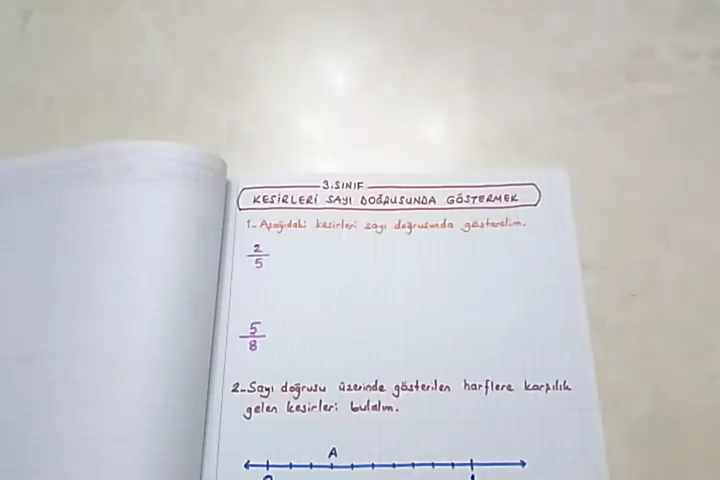 3.SINIF
KESİRLERİ SAYI DOĞRUSUNDA GÖSTERMEK
1-Aşağıdaki kesirleri sayı doğrusunda gösterelim.
2
5
5
8
2-Sayı doğrusu üzerinde gösterilen harflere karşılık
gelen kesirleri bulalım.
A